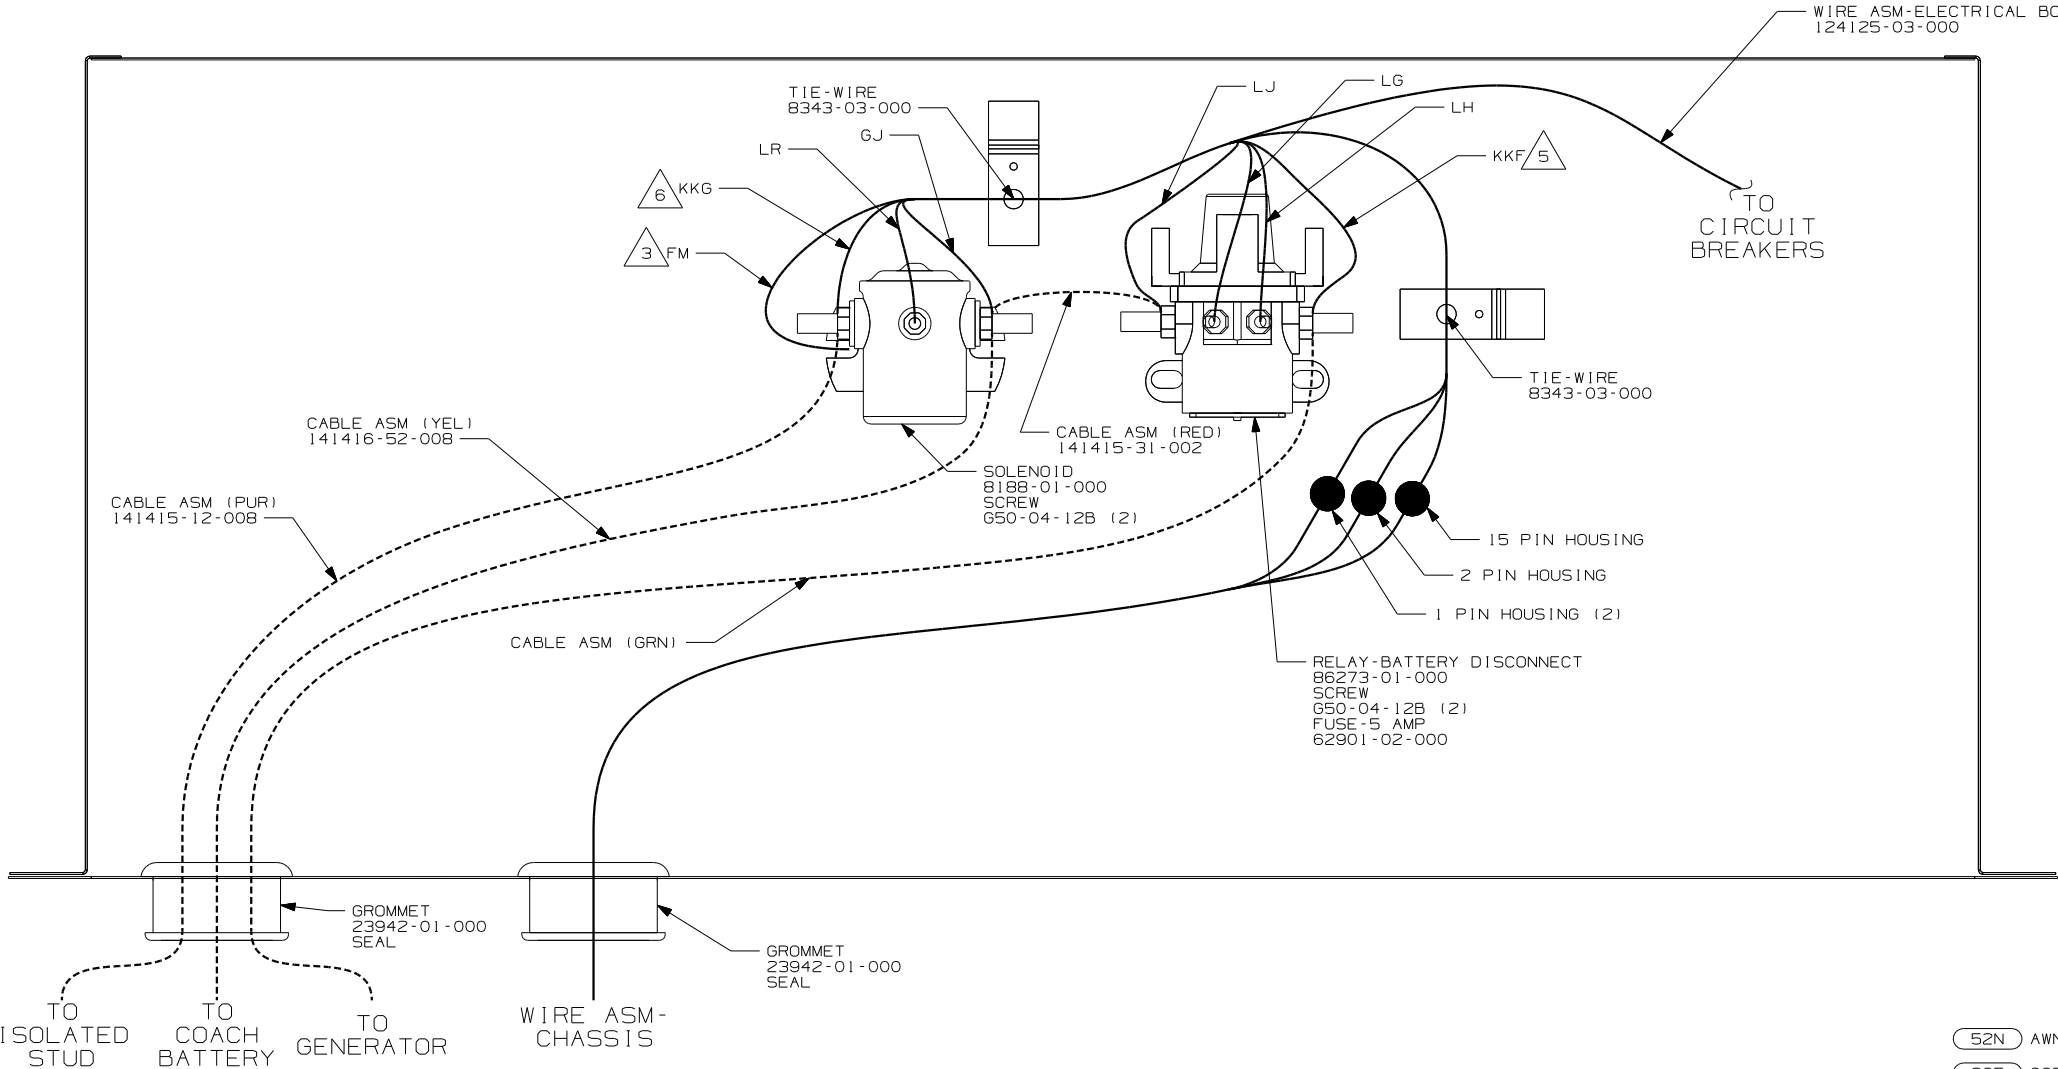 WIRE ASM-ELECTRICAL
124125-03-000
TIE-WIRE
8343-03-000
LJ
LG
LH
GJ
LR
KKF 5
6 KKG
3 FM
TO
CIRCUIT
BREAKERS
TIE-WIRE
8343-03-000
CABLE ASM (YEL)
141416-52-008
CABLE ASM (RED)
141415-31-002
SOLENOID
8188-01-000
SCREW
G50-04-12B (2)
CABLE ASM (PUR)
141415-12-008
15 PIN HOUSING
2 PIN HOUSING
1 PIN HOUSING (2)
CABLE ASM (GRN)
RELAY-BATTERY DISCONNECT
86273-01-000
SCREW
G50-04-12B (2)
FUSE-5 AMP
62901-02-000
GROMMET
23942-01-000
SEAL
GROMMET
23942-01-000
SEAL
TO
ISOLATED
STUD
TO
COACH
BATTERY
TO
GENERATOR
WIRE ASM-
CHASSIS
52N